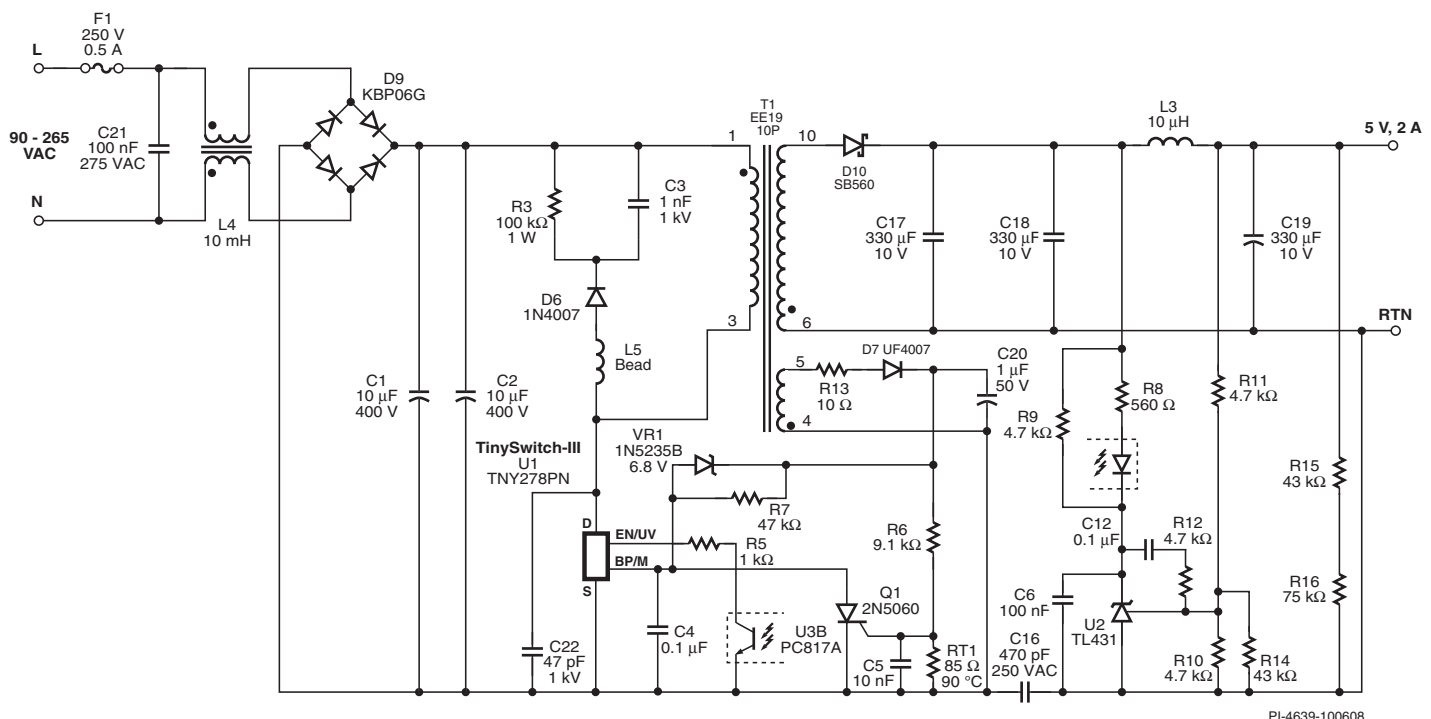 F1
250 V
0.5 A
L
90 - 265
VAC
C21
100 nF
275 VAC
N
L4
10 mH
D9
KBP06G
C1
10 µF
400 V
C2
10 µF
400 V
R3
100 kΩ
1 W
C3
1 nF
1 kV
D6
1N4007
L5
Bead
TinySwitch-III
U1
TNY278PN
D
S
EN/UV
BP/M
C22
47 pF
1 kV
VR1
1N5235B
6.8 V
R7
47 kΩ
R5
1 kΩ
C4
0.1 µF
U3B
PC817A
Q1
2N5060
T1
EE19
10P
1
3
10
6
5
4
D10
SB560
R13
10 Ω
D7 UF4007
C20
1 µF
50 V
R6
9.1 kΩ
C5
10 nF
RT1
85 Ω
90 °C
C16
470 pF
250 VAC
C17
330 µF
10 V
C18
330 µF
10 V
L3
10 µH
C19
330 µF
10 V
5 V, 2 A
RTN
R9
4.7 kΩ
R8
560 Ω
R11
4.7 kΩ
C12
0.1 µF
R12
4.7 kΩ
C6
100 nF
U2
TL431
R10
4.7 kΩ
R14
43 kΩ
R15
43 kΩ
R16
75 kΩ
PI-4639-100608